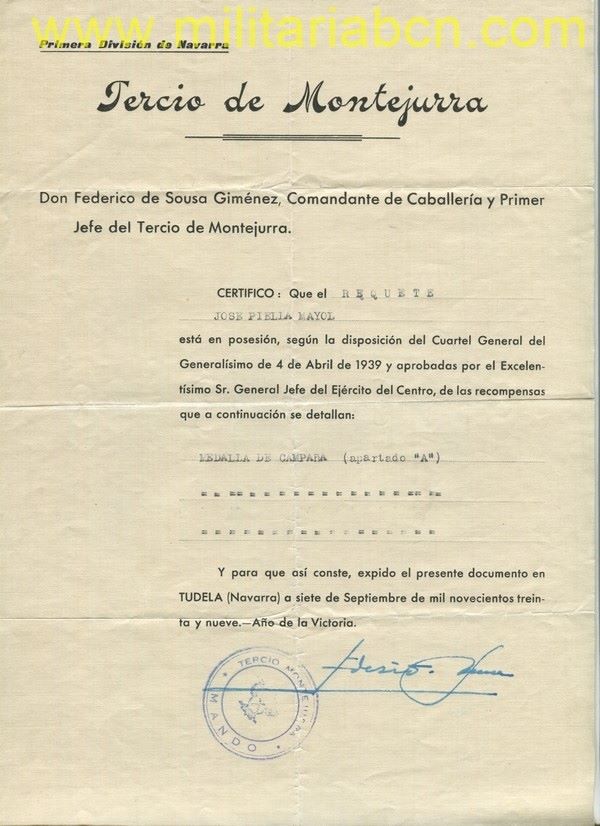 www.militariabcn.com
Primera División de Navarra
Tercio de Montejurra
Don Federico de Sousa Giménez, Comandante de Caballería y Primer
Jefe del Tercio de Montejurra.
CERTIFICO: Que el REQUETE
JOSE PIELLA MAYOL
está en posesión, según la disposición del Cuartel General del
Generalísimo de 4 de Abril de 1939 y aprobadas por el Excelen-
tísimo Sr. General Jefe del Ejército del Centro, de las recompensas
que a continuación se detallan:
MEDALLA DE CAMPAÑA (apartado "A")
Y para que así conste, expido el presente documento en
TUDELA (Navarra) a siete de Septiembre de mil novecientos trein-
ta y nueve.—Año de la Victoria.
TERCIO MONTEJURRA
MANDO